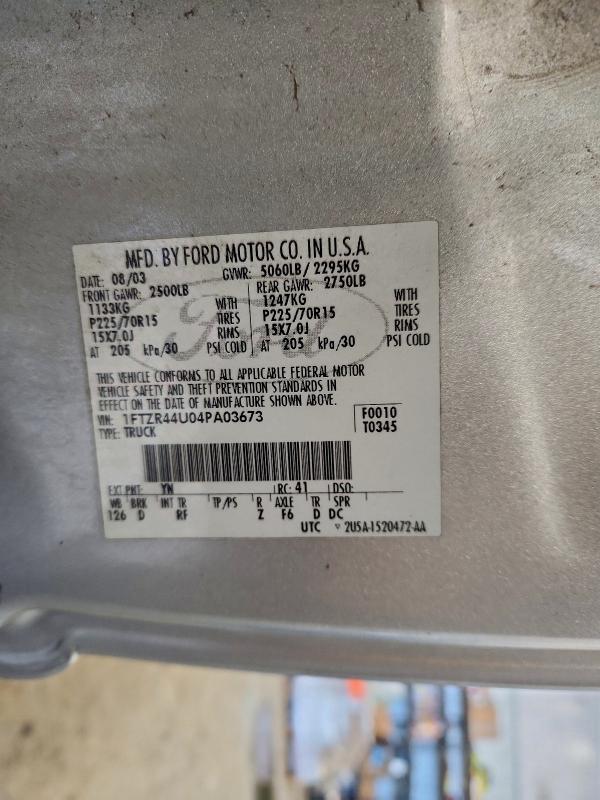 MFD. BY FORD MOTOR CO. IN U.S.A.
DATE: 08/03 GVWR: 5060LB/ 2295KG
FRONT GAWR: 2500LB REAR GAWR: 2750LB
1133KG WITH 1247KG WITH
P225/70R15 TIRES P225/70R15 TIRES
15X7.0J RIMS 15X7.0J RIMS
AT 205 kPa/30 PSI COLD AT 205 kPa/30 PSI COLD
Ford
THIS VEHICLE CONFORMS TO ALL APPLICABLE FEDERAL MOTOR
VEHICLE SAFETY AND THEFT PREVENTION STANDARDS IN
EFFECT ON THE DATE OF MANUFACTURE SHOWN ABOVE.
VIN: 1FTZR44U04PA03673 F0010
TYPE: TRUCK T0345
EXT PNT: YN RC: 41 DSO:
WB BRK INT TR TP/PS R AXLE TR SPR
126 D RF Z F6 D DC
UTC 2U5A-1520472-AA